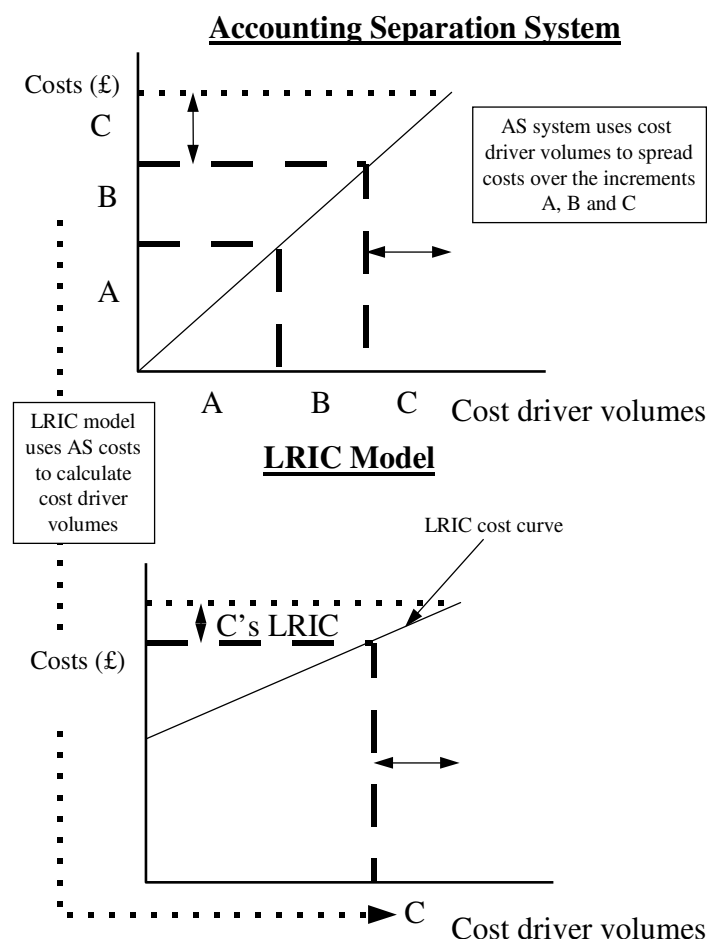 Accounting Separation System
Costs (£)
C
B
A
AS system uses cost
driver volumes to spread
costs over the increments
A, B and C
A
B
C
Cost driver volumes
LRIC model
uses AS costs
to calculate
cost driver
volumes
LRIC Model
LRIC cost curve
C’s LRIC
Costs (£)
C
Cost driver volumes